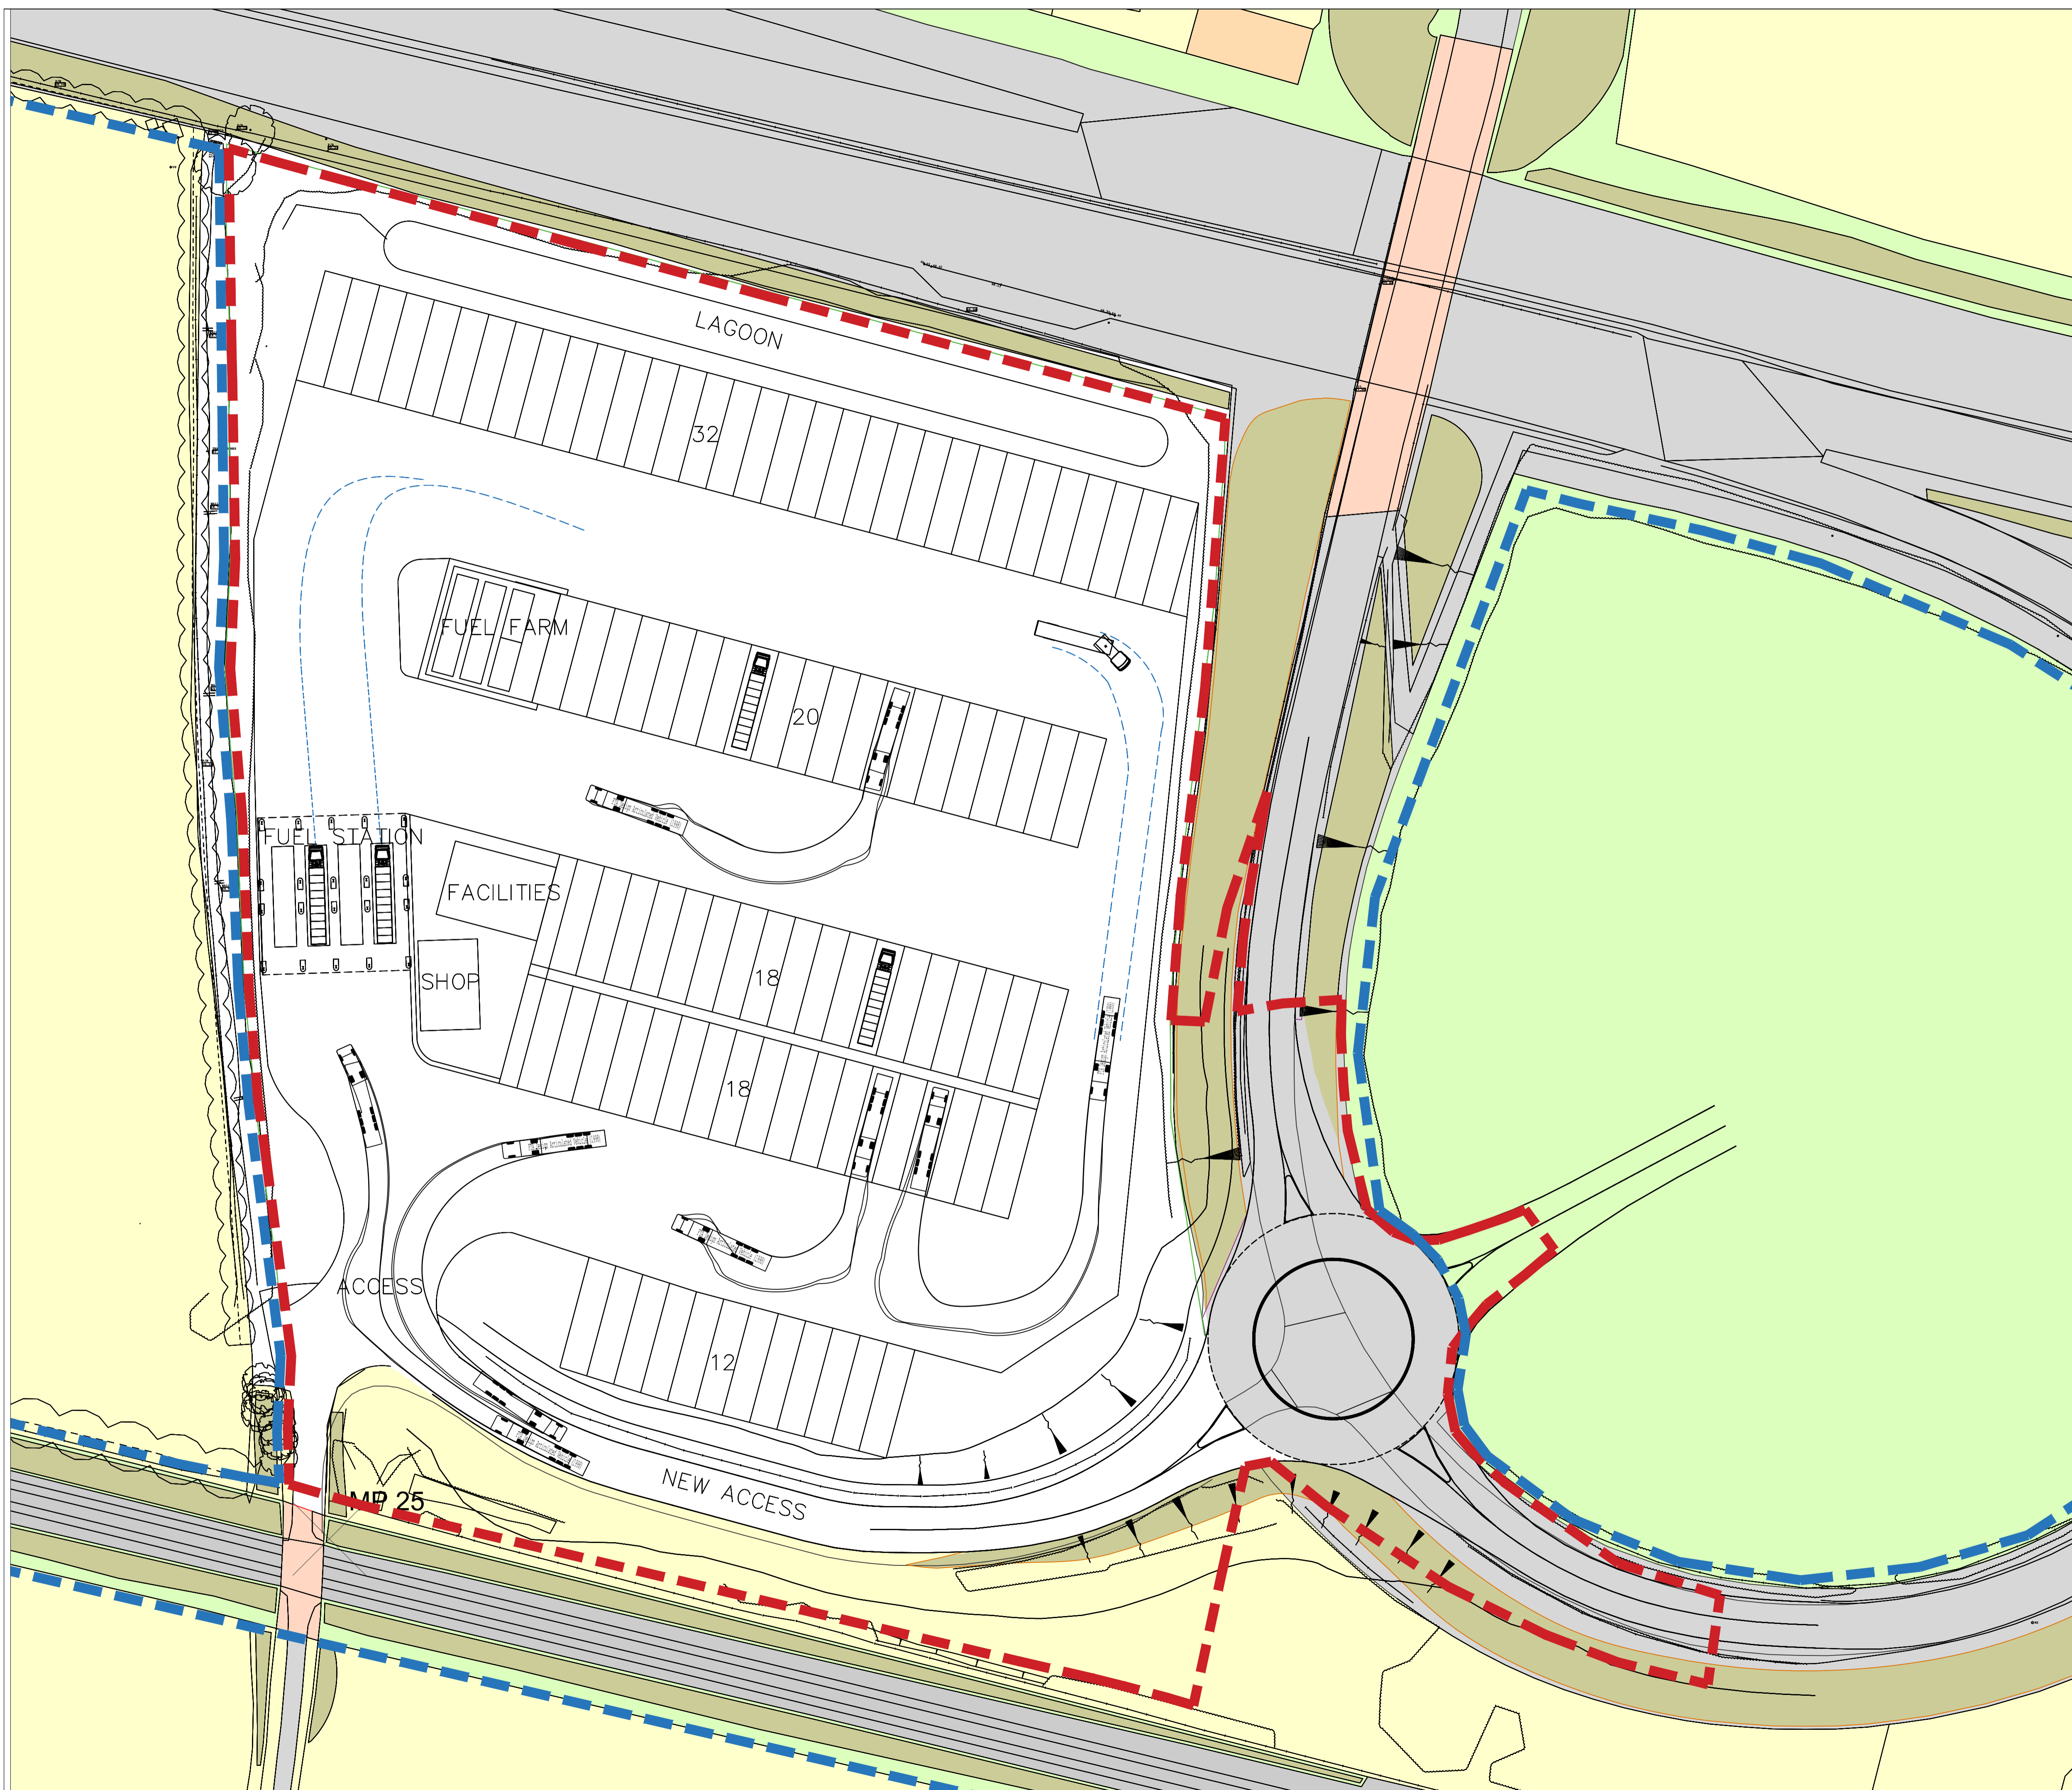 LAGOON
32
FUEL FARM
20
FUEL STATION
FACILITIES
18
SHOP
18
ACCESS
12
NEW ACCESS
MP 25